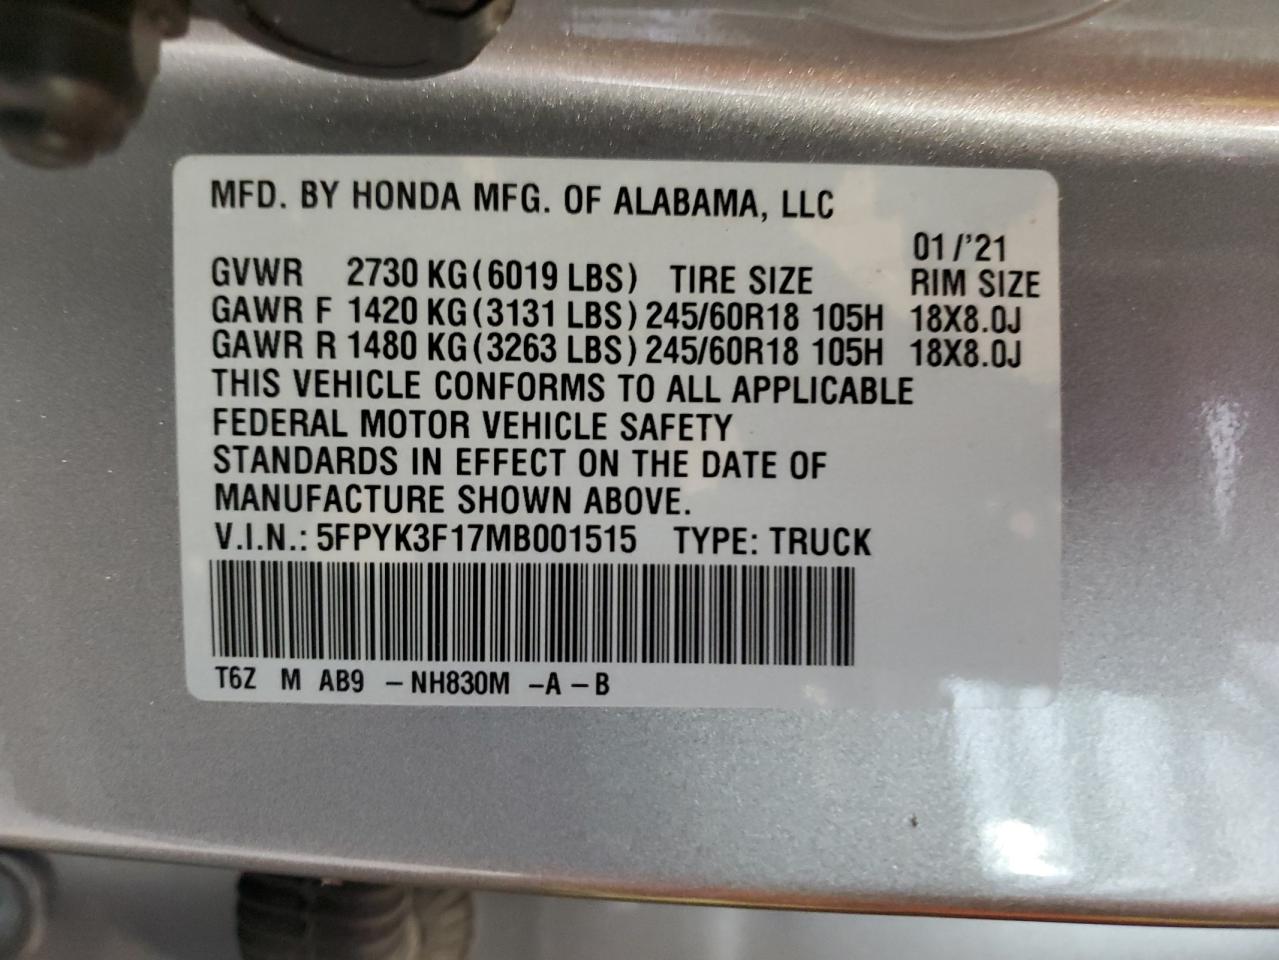 MFD. BY HONDA MFG. OF ALABAMA, LLC
01/'21
GVWR 2730 KG(6019 LBS) TIRE SIZE RIM SIZE
GAWR F 1420 KG(3131 LBS) 245/60R18 105H 18X8.0J
GAWR R 1480 KG(3263 LBS) 245/60R18 105H 18X8.0J
THIS VEHICLE CONFORMS TO ALL APPLICABLE
FEDERAL MOTOR VEHICLE SAFETY
STANDARDS IN EFFECT ON THE DATE OF
MANUFACTURE SHOWN ABOVE.
V.I.N.: 5FPYK3F17MB001515 TYPE: TRUCK
T6Z M AB9 -NH830M -A-B